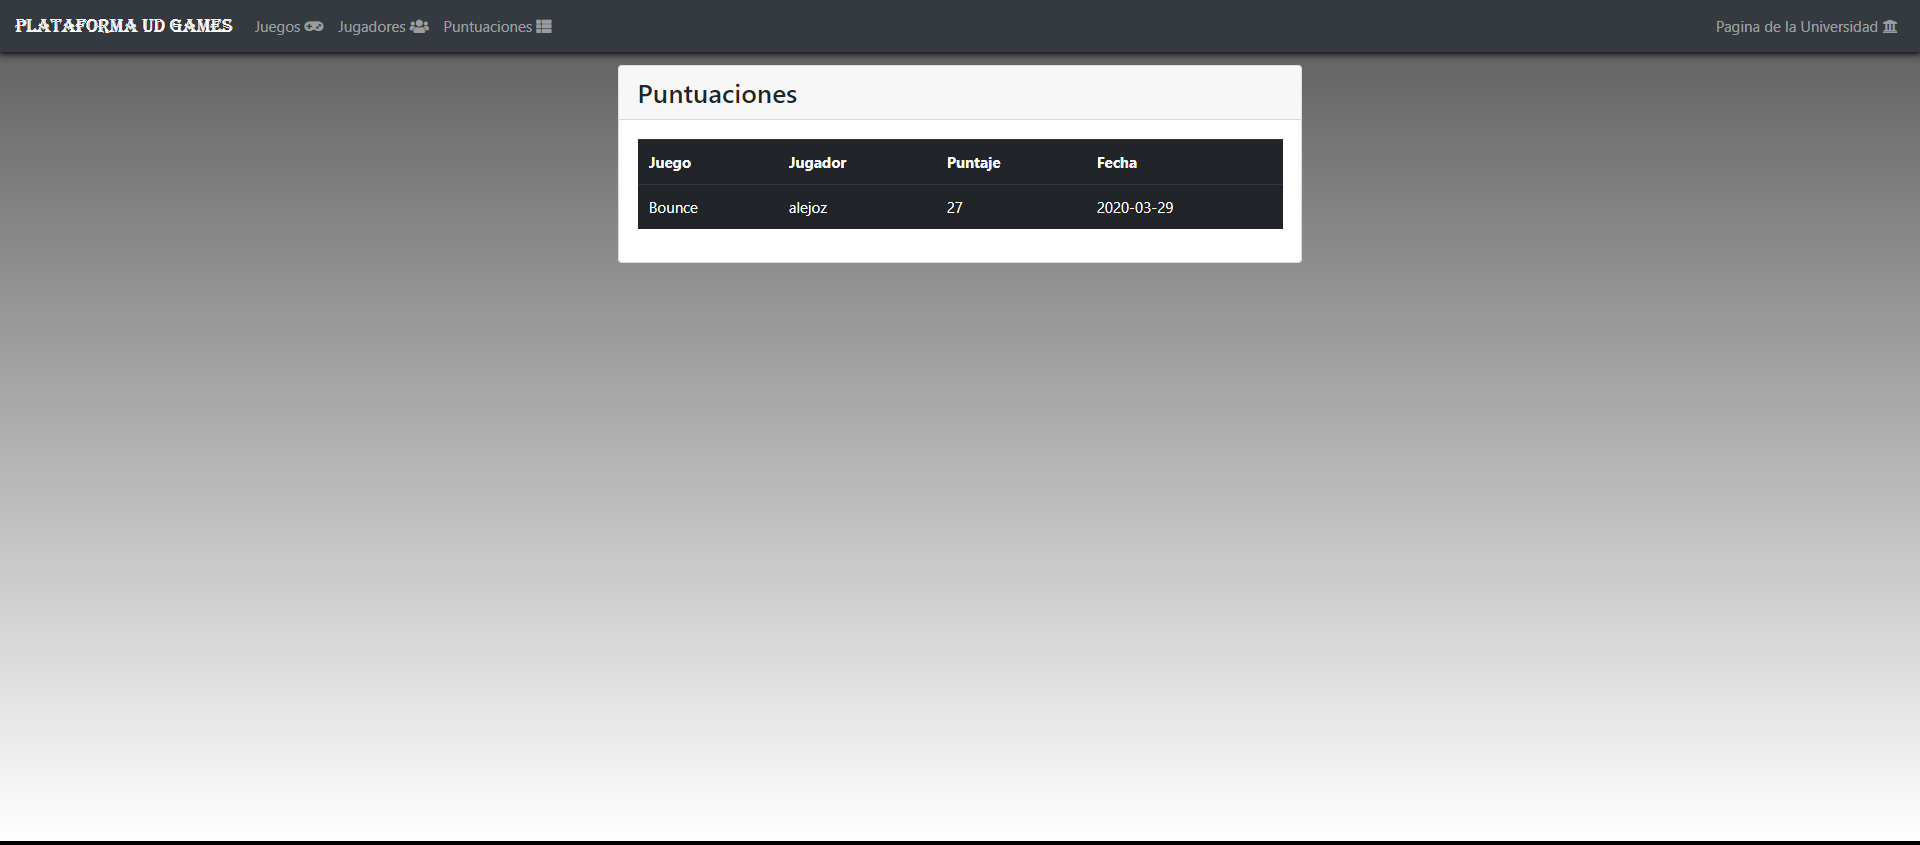 PLATAFORMA UD GAMES Juegos Jugadores Puntuaciones Pagina de la Universidad
Puntuaciones
Juego Jugador Puntaje Fecha
Bounce alejoz 27 2020-03-29